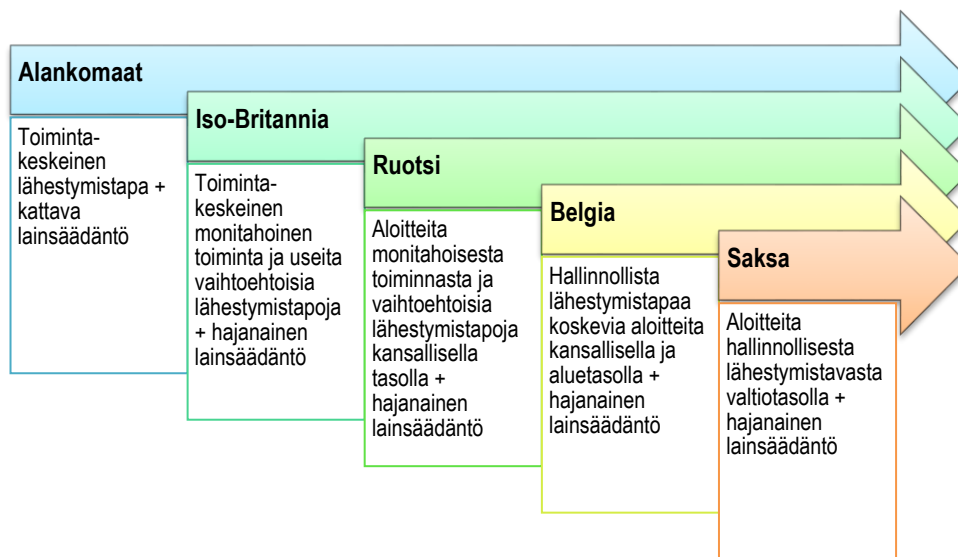 Alankomaat
Toiminta-
keskeinen
lähestymistapa +
kattava
lainsäädäntö
Iso-Britannia
Toiminta-
keskeinen
monitahoinen
toiminta ja useita
vaihtoehtoisia
lähestymistapoja
+ hajanainen
lainsäädäntö
Ruotsi
Aloitteita
monitahoisesta
toiminnasta ja
vaihtoehtoisia
lähestymistapoja
kansallisella
tasolla +
hajanainen
lainsäädäntö
Belgia
Hallinnollista
lähestymistapaa
koskevia aloitteita
kansallisella ja
aluetasolla +
hajanainen
lainsäädäntö
Saksa
Aloitteita
hallinnollisesta
lähestymistavasta
valtiotasolla +
hajanainen
lainsäädäntö